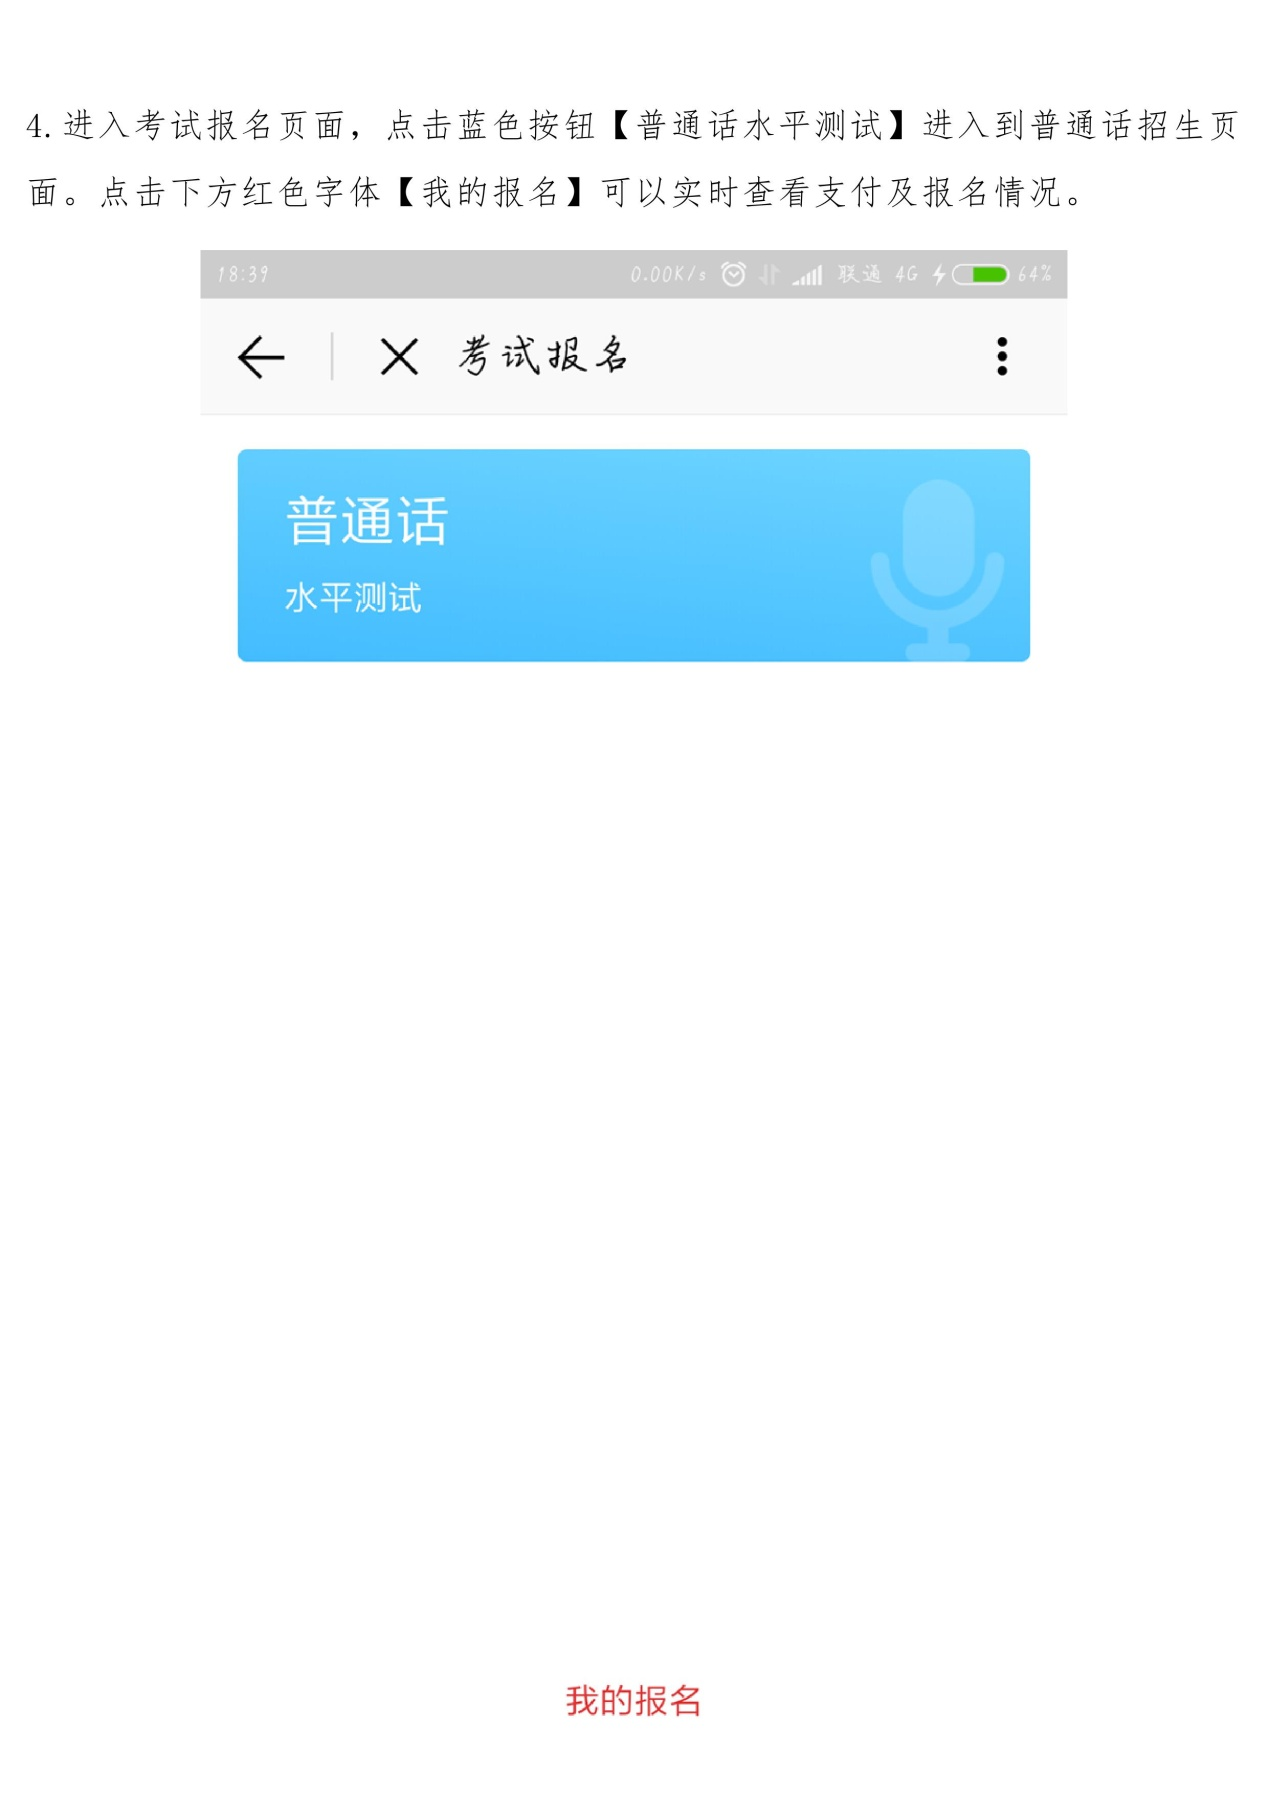 4.进入考试报名页面，点击蓝色按钮【普通话水平测试】进入到普通话招生页
面。点击下方红色字体【我的报名】可以实时查看支付及报名情况。
18:39 0.00K/s 联通 4G 64%
考试报名
普通话
水平测试
我的报名